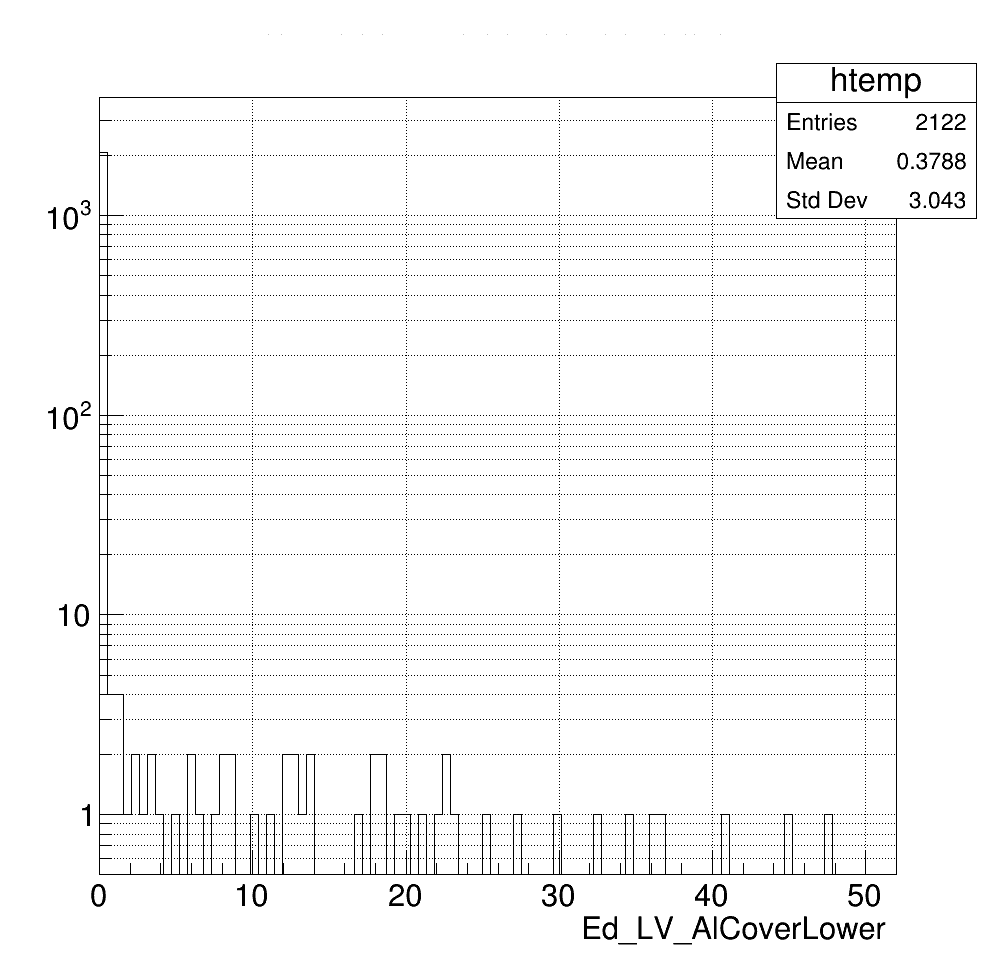 htemp
Entries 2122
Mean 0.3788
Std Dev 3.043
10³
10²
10
1
0 10 20 30 40 50
Ed_LV_AlCoverLower